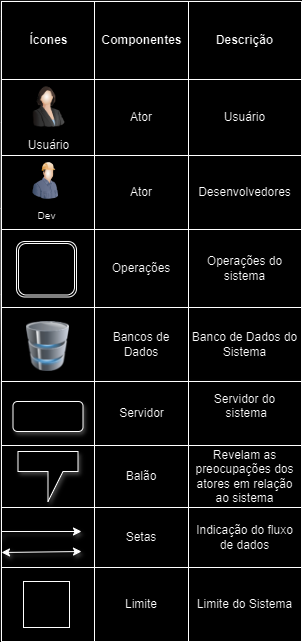 Ícones Componentes Descrição
Usuário
Ator
Usuário
Dev
Ator
Desenvolvedores
Operações
Operações do
sistema
Bancos de
Dados
Banco de Dados do
Sistema
Servidor
Servidor do
sistema
Balão
Revelam as
preocupações dos
atores em relação
ao sistema
Setas
Indicação do fluxo
de dados
Limite
Limite do Sistema